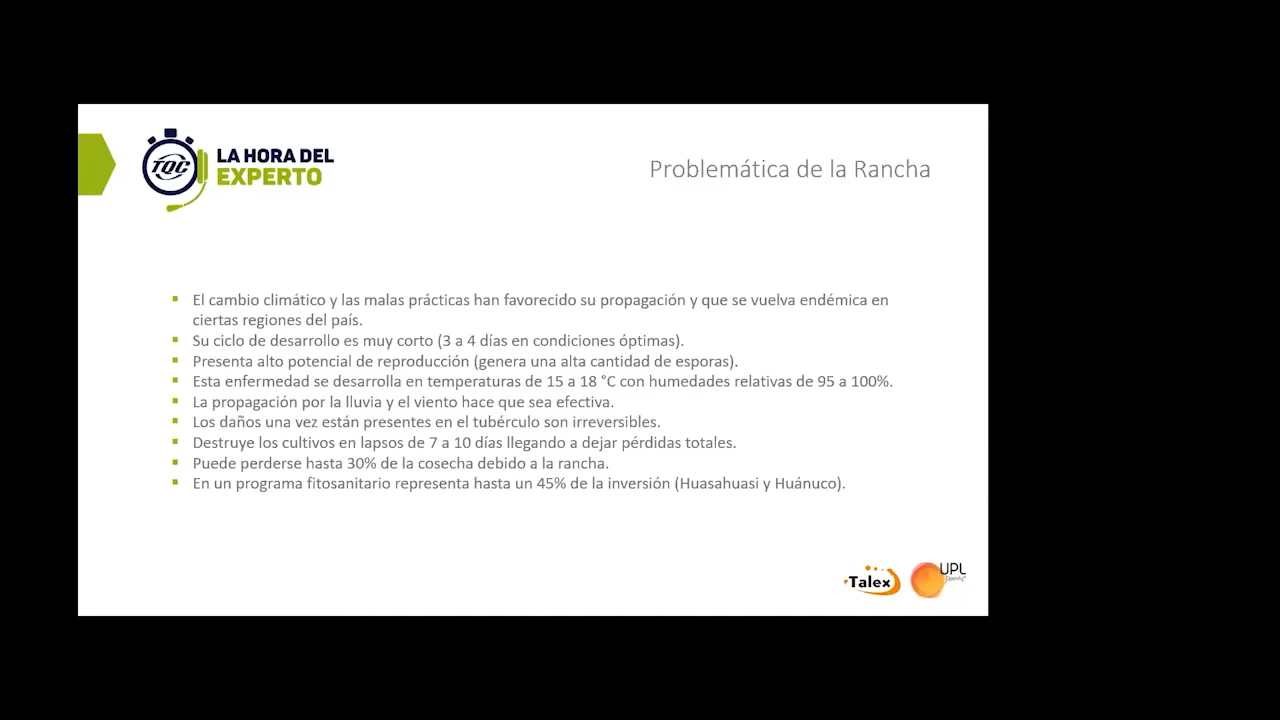 TQC
LA HORA DEL
EXPERTO
Problemática de la Rancha
El cambio climático y las malas prácticas han favorecido su propagación y que se vuelva endémica en
ciertas regiones del país.
Su ciclo de desarrollo es muy corto (3 a 4 días en condiciones óptimas).
Presenta alto potencial de reproducción (genera una alta cantidad de esporas).
Esta enfermedad se desarrolla en temperaturas de 15 a 18 °C con humedades relativas de 95 a 100%.
La propagación por la lluvia y el viento hace que sea efectiva.
Los daños una vez están presentes en el tubérculo son irreversibles.
Destruye los cultivos en lapsos de 7 a 10 días llegando a dejar pérdidas totales.
Puede perderse hasta 30% de la cosecha debido a la rancha.
En un programa fitosanitario representa hasta un 45% de la inversión (Huasahuasi y Huánuco).
Talex
UPL